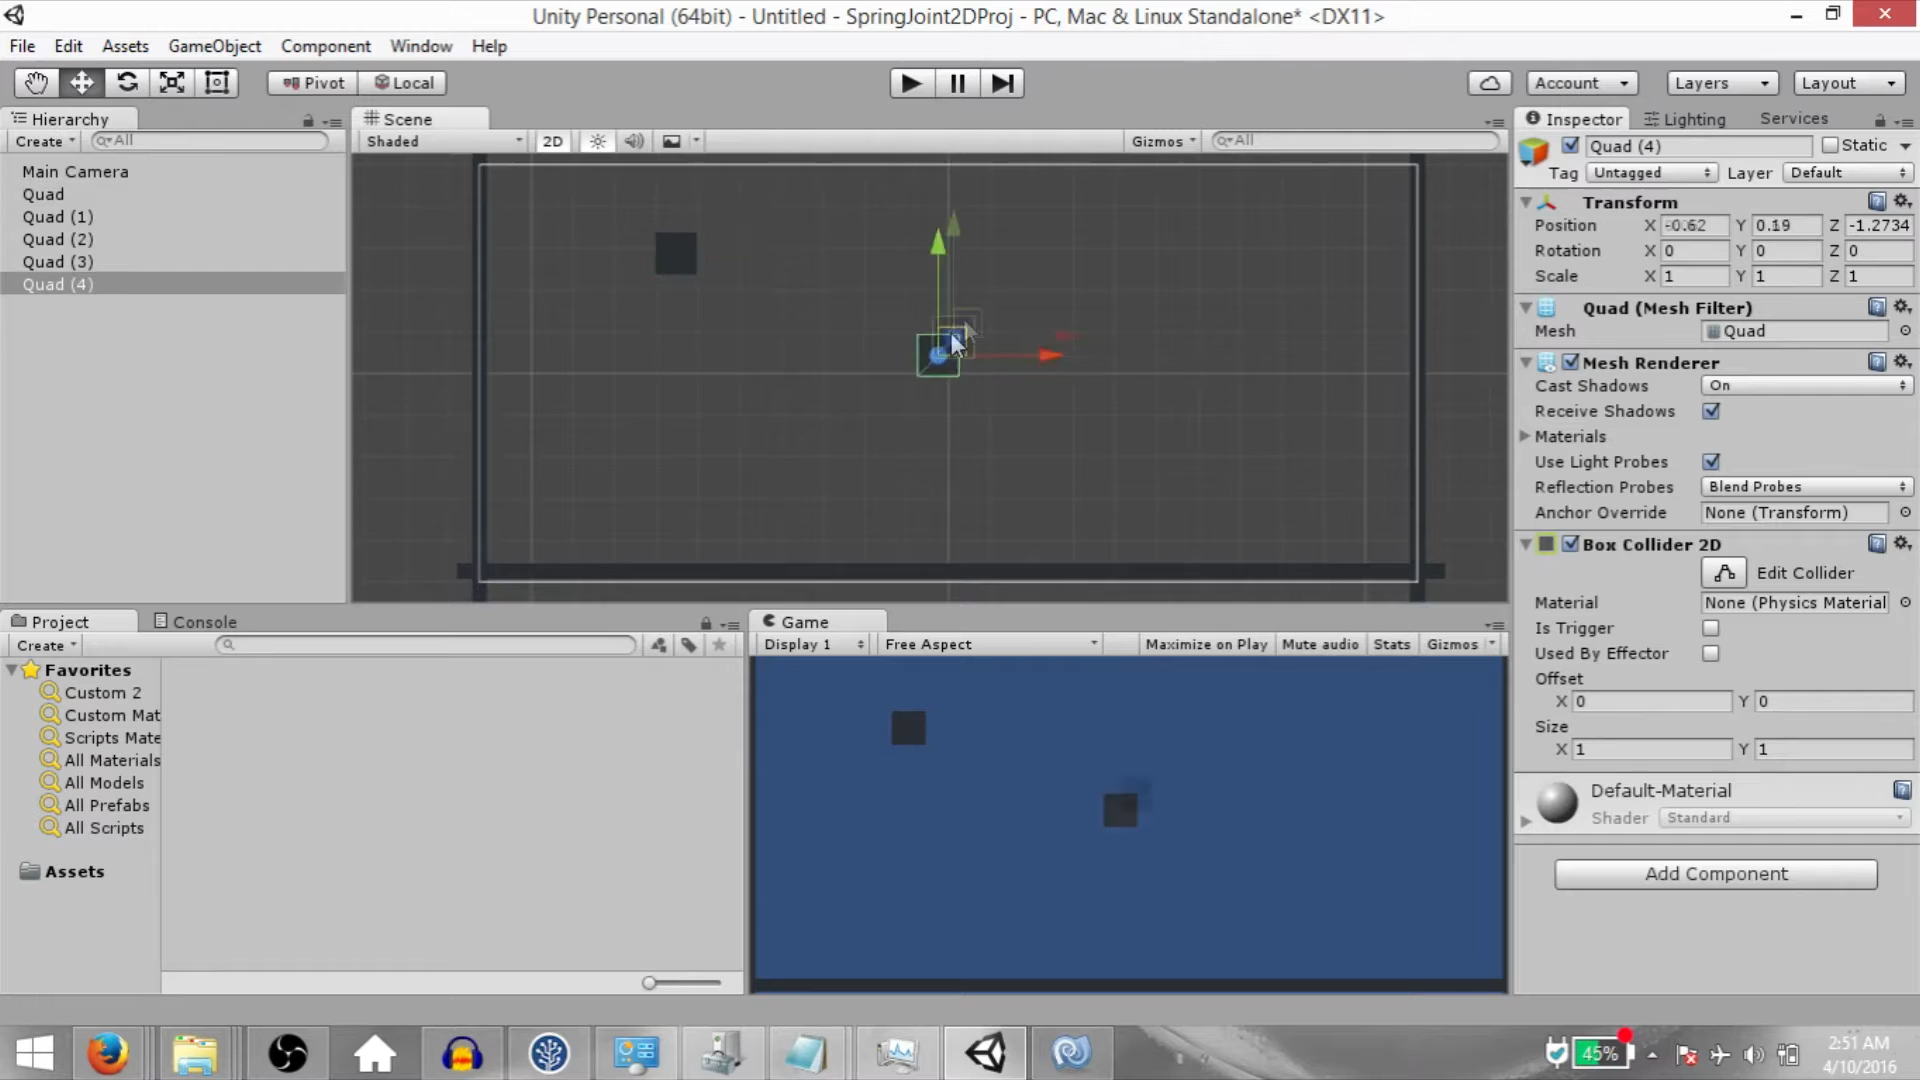 Unity Personal (64bit) - Untitled - SpringJoint2DProj - PC, Mac & Linux Standalone* <DX11>
File Edit Assets GameObject Component Window Help
Pivot Local Account Layers Layout
Hierarchy
Create All
Main Camera
Quad
Quad (1)
Quad (2)
Quad (3)
Quad (4)
Scene
Shaded 2D Gizmos All
Inspector Lighting Services
Quad (4) Static
Tag Untagged Layer Default
Transform
Position X -0.62 Y 0.19 Z -1.2734
Rotation X 0 Y 0 Z 0
Scale X 1 Y 1 Z 1
Quad (Mesh Filter)
Mesh Quad
Mesh Renderer
Cast Shadows On
Receive Shadows
Materials
Use Light Probes
Reflection Probes Blend Probes
Anchor Override None (Transform)
Box Collider 2D
Edit Collider
Material None (Physics Material
Is Trigger
Used By Effector
Offset
X 0 Y 0
Size
X 1 Y 1
Default-Material
Shader Standard
Add Component
Project Console
Create
Favorites
Custom 2
Custom Mat
Scripts Mate
All Materials
All Models
All Prefabs
All Scripts
Assets
Game
Display 1 Free Aspect Maximize on Play Mute audio Stats Gizmos
45%
2:51 AM
4/10/2016